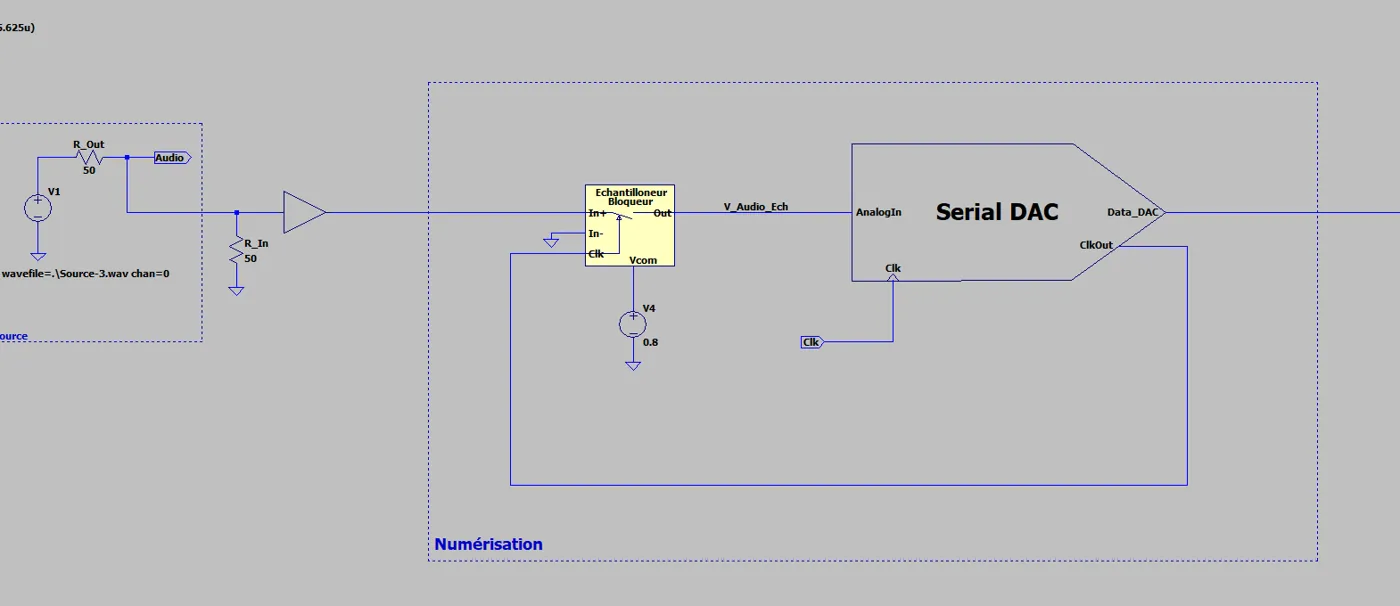 5.625u)
R_Out
50
Audio
V1
R_In
50
wavefile=.\Source-3.wav chan=0
ource
Echantilloneur
Bloqueur
In+
Out
In-
Clk
Vcom
V4
0.8
V_Audio_Ech
AnalogIn
Serial DAC
Data_DAC
ClkOut
Clk
Clk
Numérisation